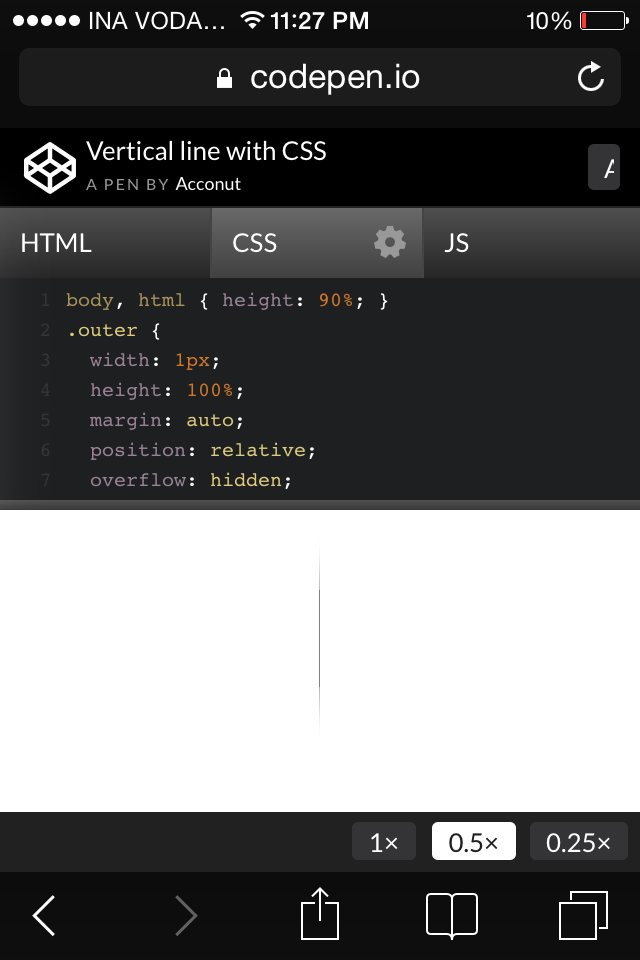 INA VODA... 11:27 PM 10%
codepen.io
Vertical line with CSS
A PEN BY Acconut
A
HTML CSS JS
1 body, html { height: 90%; }
2 .outer {
3 width: 1px;
4 height: 100%;
5 margin: auto;
6 position: relative;
7 overflow: hidden;
1× 0.5× 0.25×